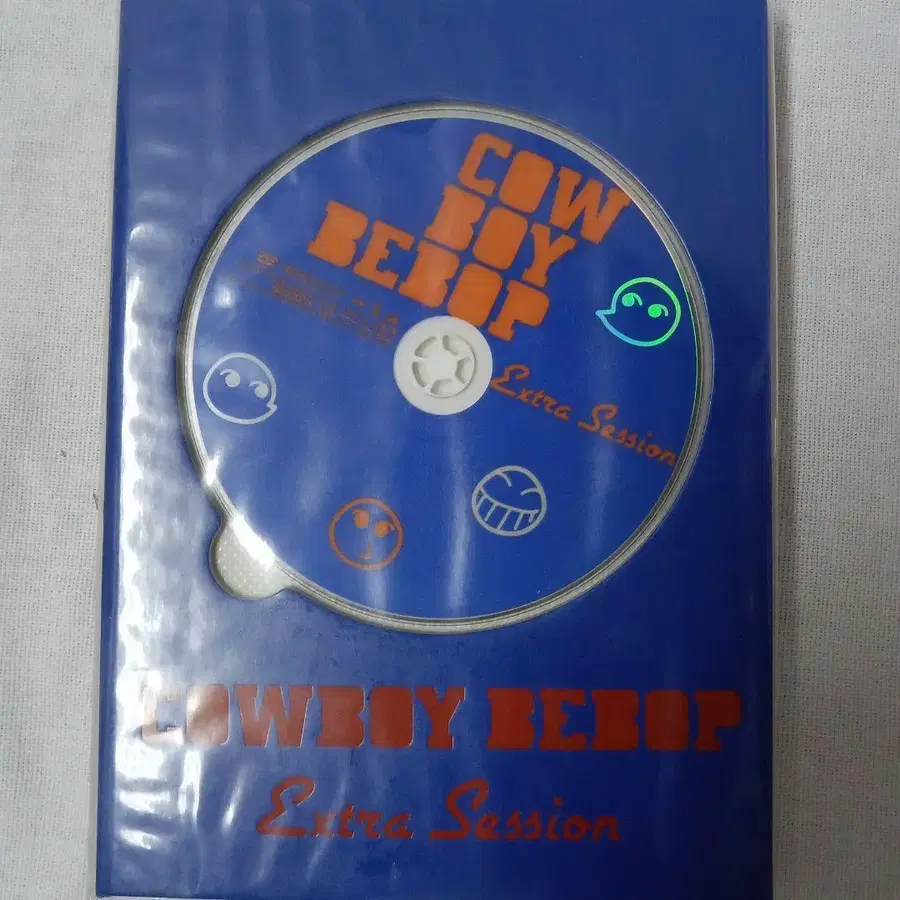 COW
BOY
BEBOP
Extra Session
COWBOY BEBOP
Extra Session